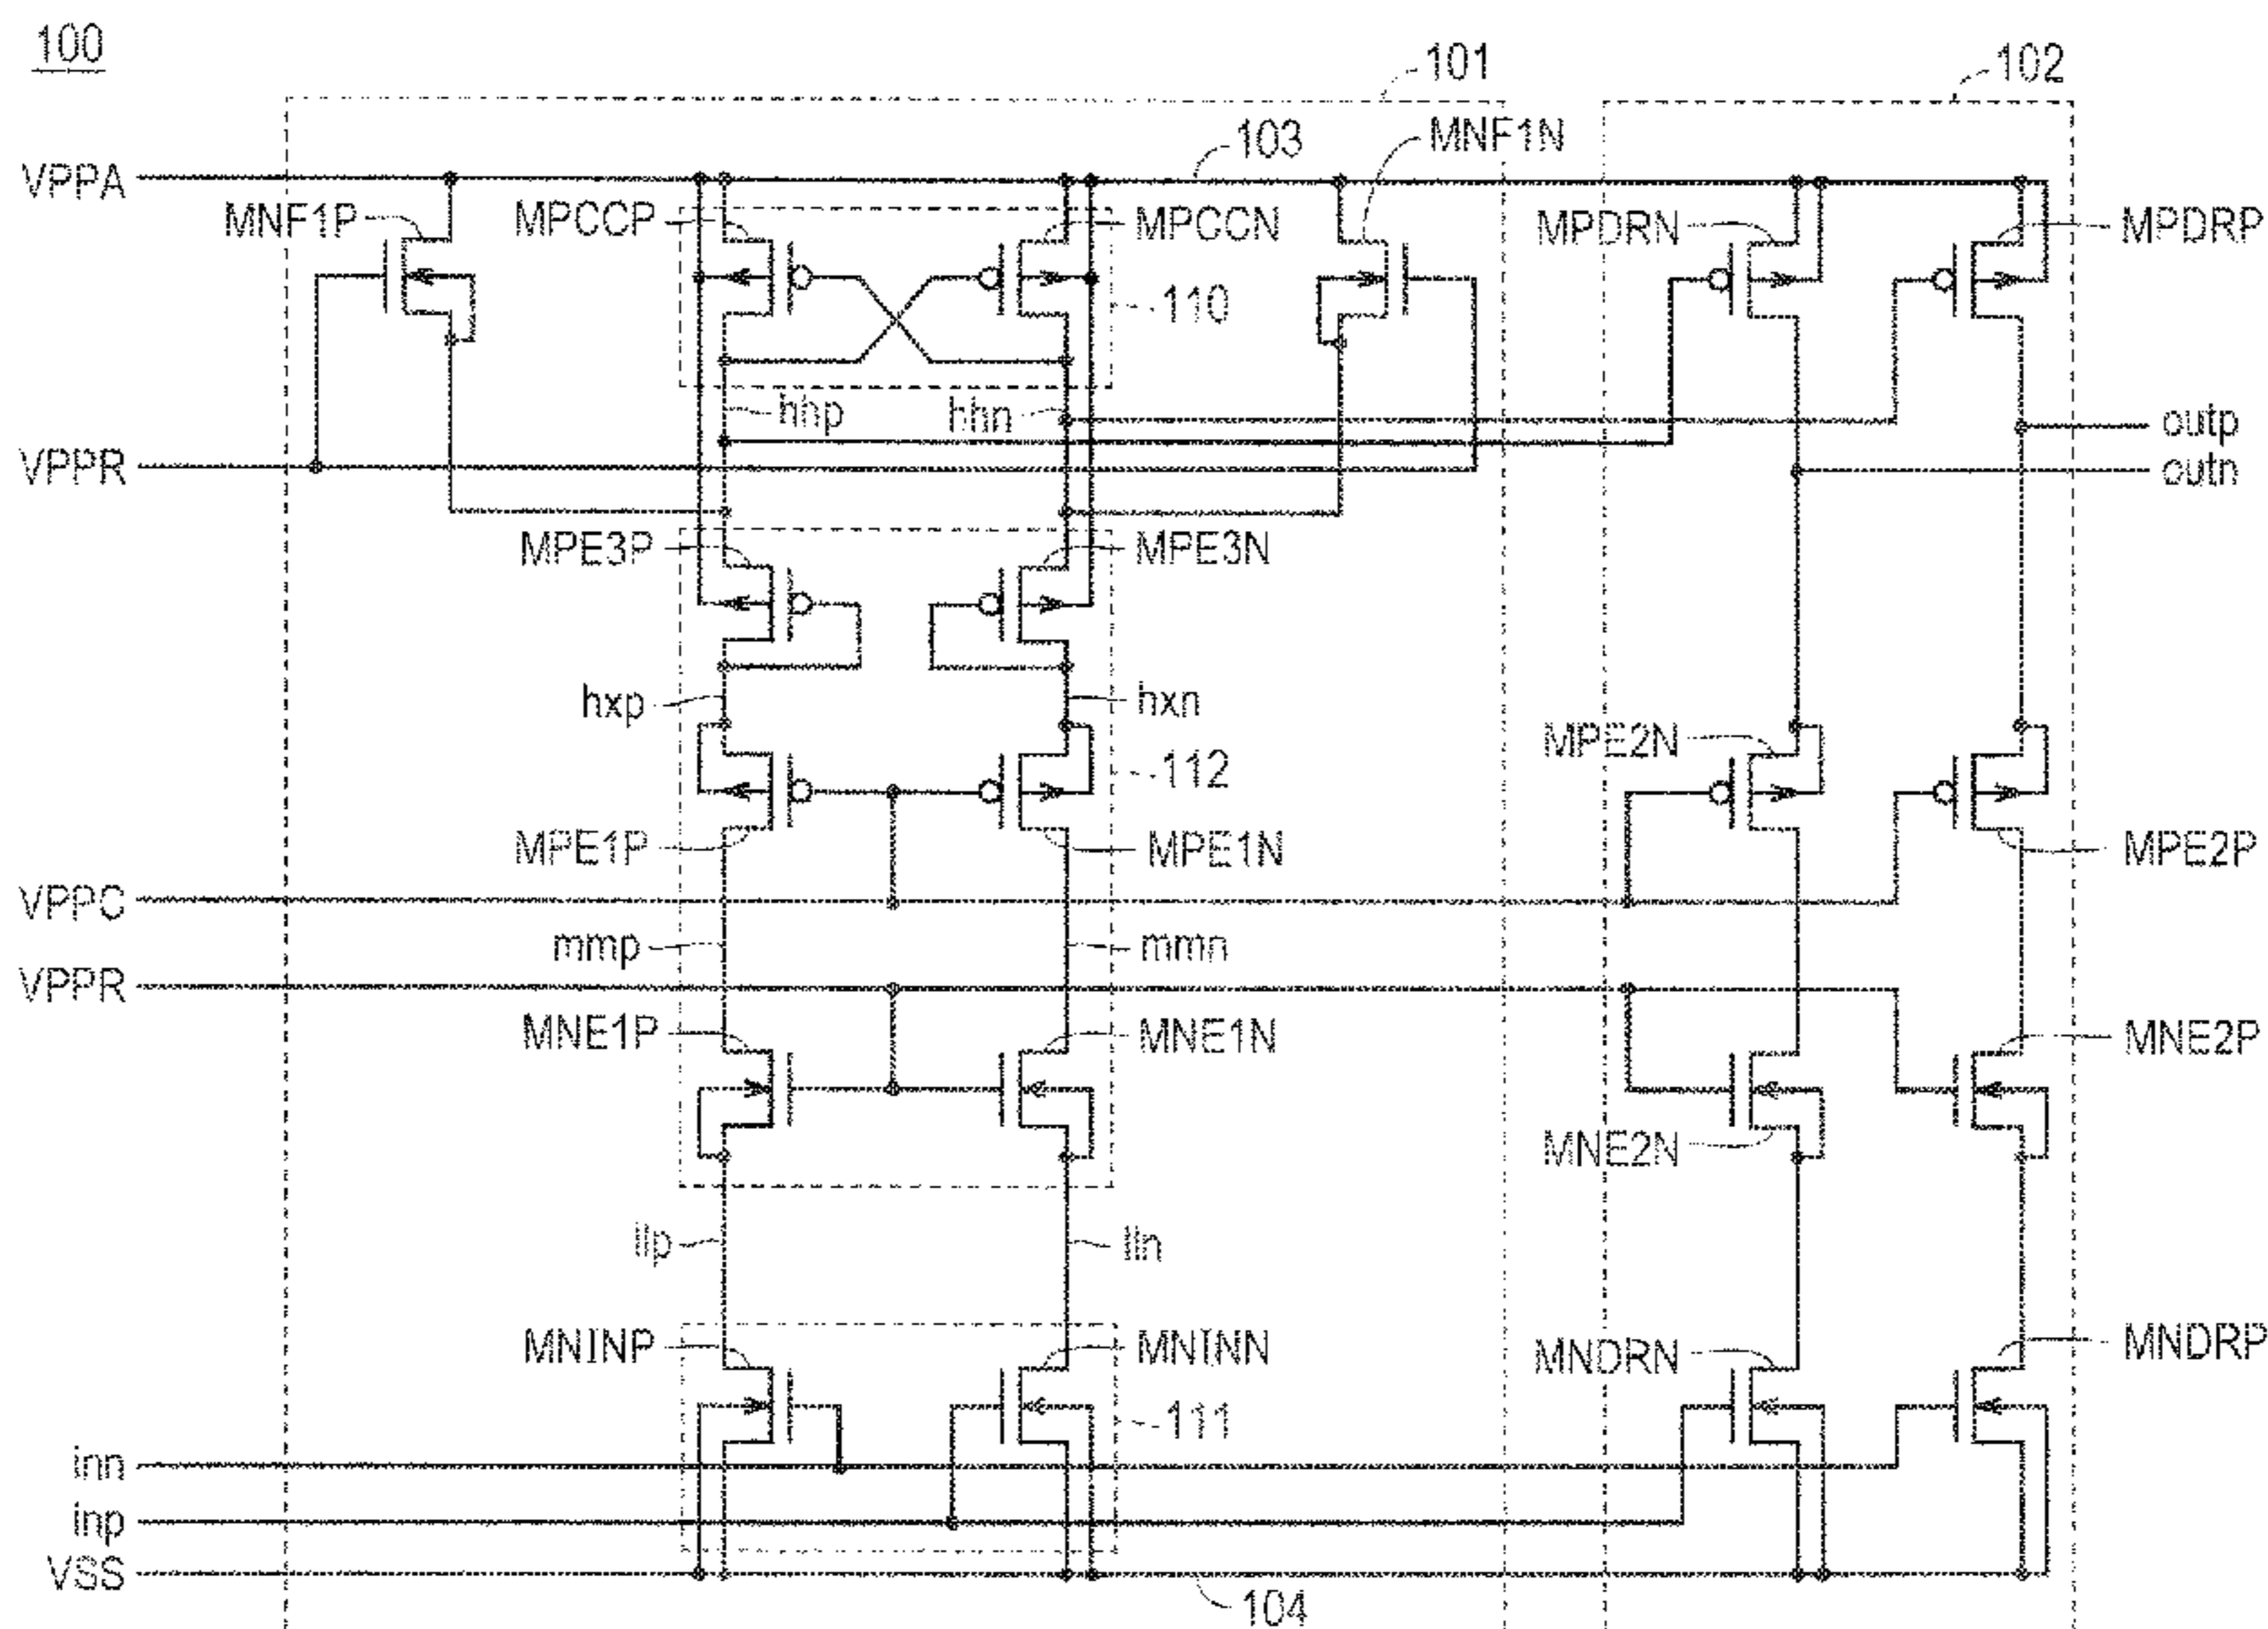 100
101
102
103
MNF1N
VPPA
MNF1P
MPCCP
MPCCN
MPDRN
MPDRP
110
hhp
hhn
outp
VPPR
outn
MPE3P
MPE3N
hxp
hxn
MPE2N
112
MPE1P
MPE1N
MPE2P
VPPC
mmp
mmn
VPPR
MNE1P
MNE1N
MNE2P
MNE2N
llp
lln
MNINP
MNINN
MNDRN
MNDRP
111
inn
inp
VSS
104